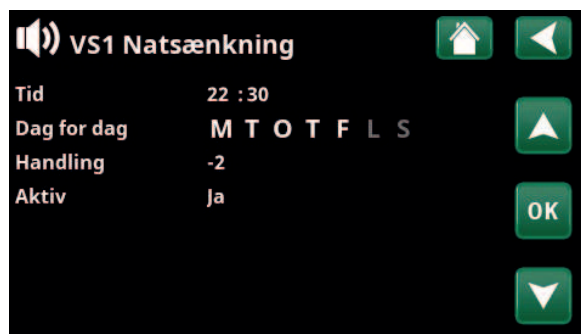 VS1 Natsænkning
Tid 22 :30
Dag for dag M T O T F L S
Handling -2
Aktiv Ja
OK